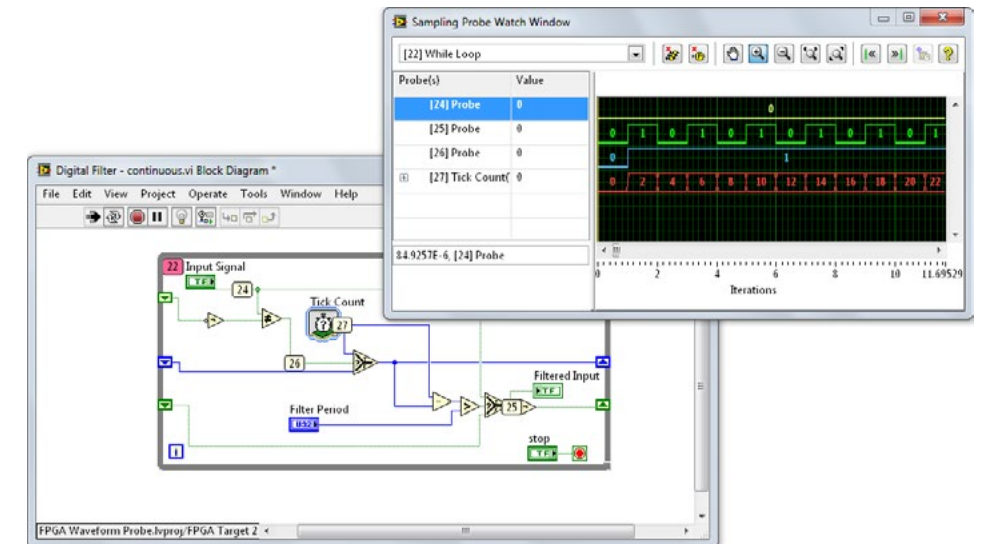 Sampling Probe Watch Window
[22] While Loop
Probe(s) Value
[24] Probe 0
[25] Probe 0
[26] Probe 0
[27] Tick Count( 0
84.9257E-6, [24] Probe
0
0 1 0 1 0 1 0 1 0 1 0 1
0 1
0 2 4 6 8 10 12 14 16 18 20 22
0 2 4 6 8 10 11.69529
Iterations
Digital Filter - continuous.vi Block Diagram *
File Edit View Project Operate Tools Window Help
22 Input Signal
TF
24
Tick Count
27
26
Filtered Input
TF
Filter Period
U32
25
stop
TF
i
FPGA Waveform Probe.lvproj/FPGA Target 2